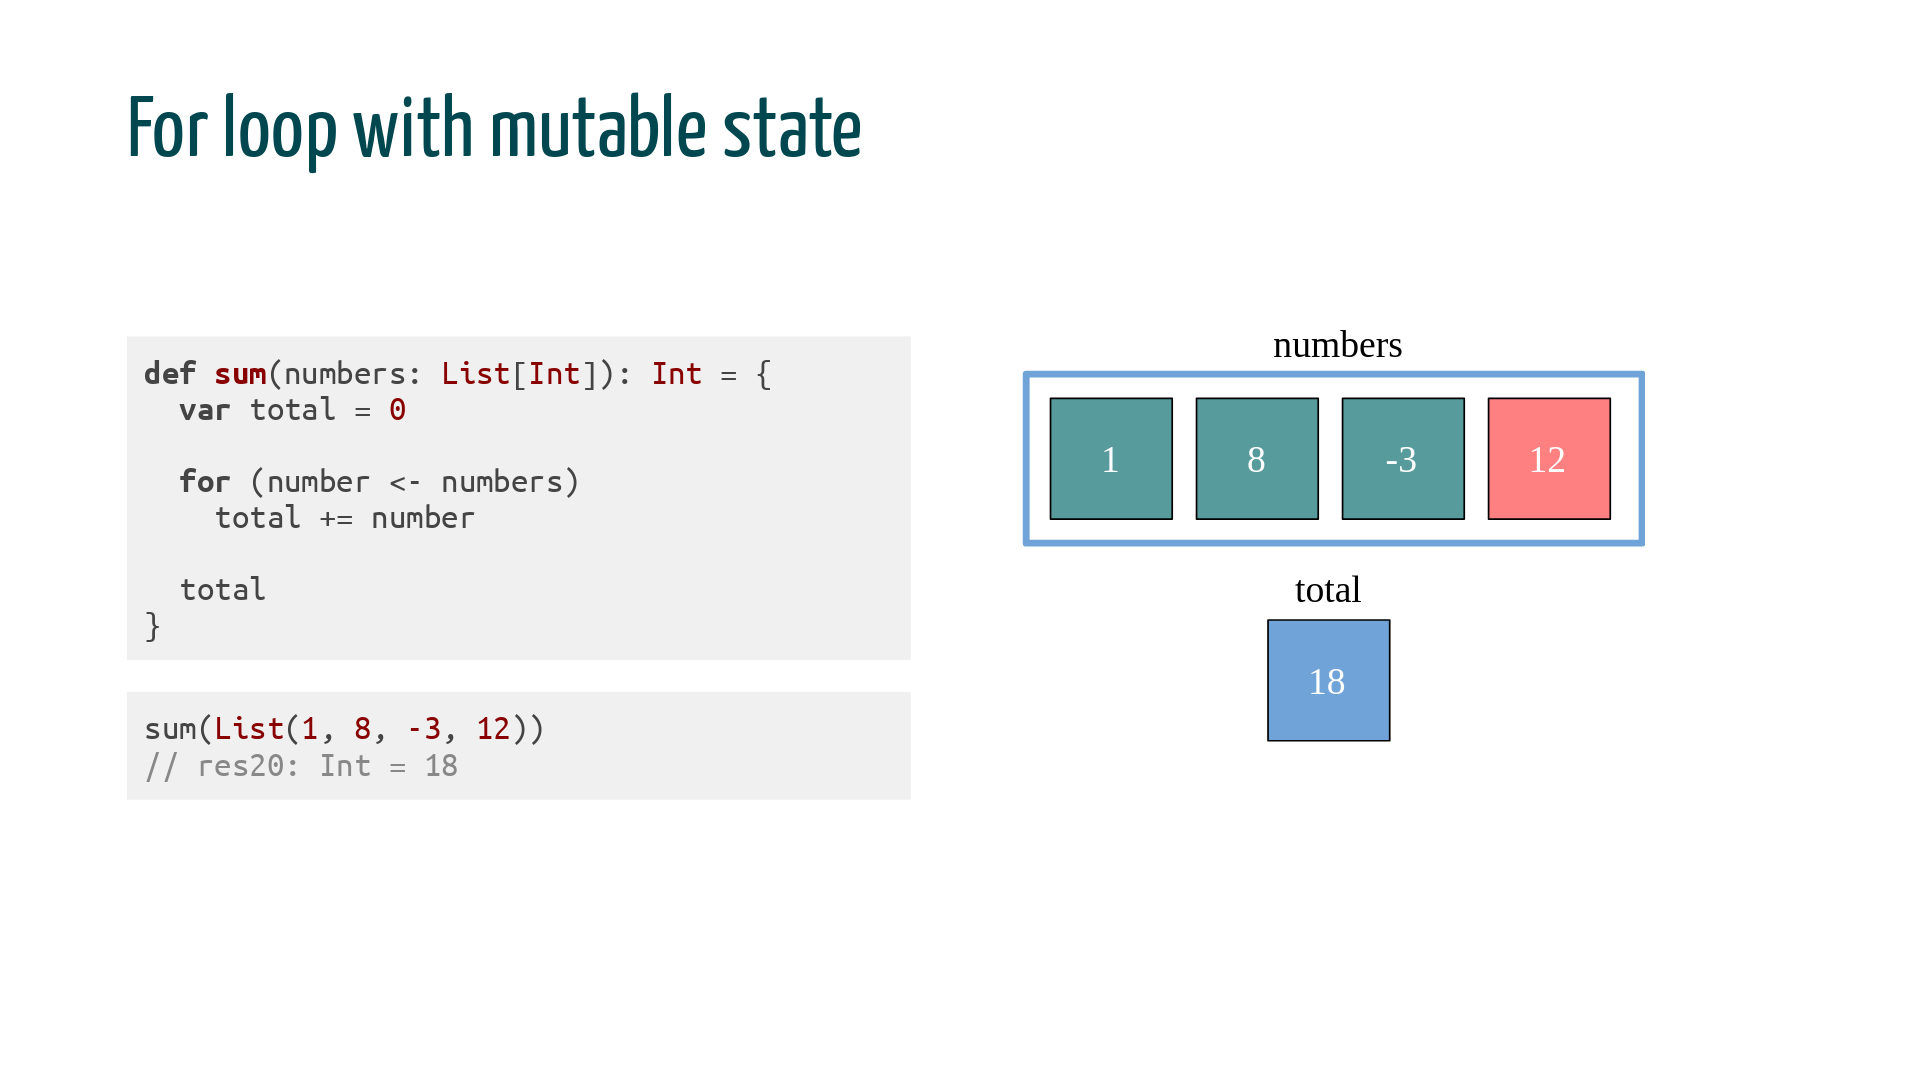 For loop with mutable state
def sum(numbers: List[Int]): Int = {
  var total = 0
  for (number <- numbers)
    total += number
  total
}
sum(List(1, 8, -3, 12))
// res20: Int = 18
numbers
1 8 -3 12
total
18